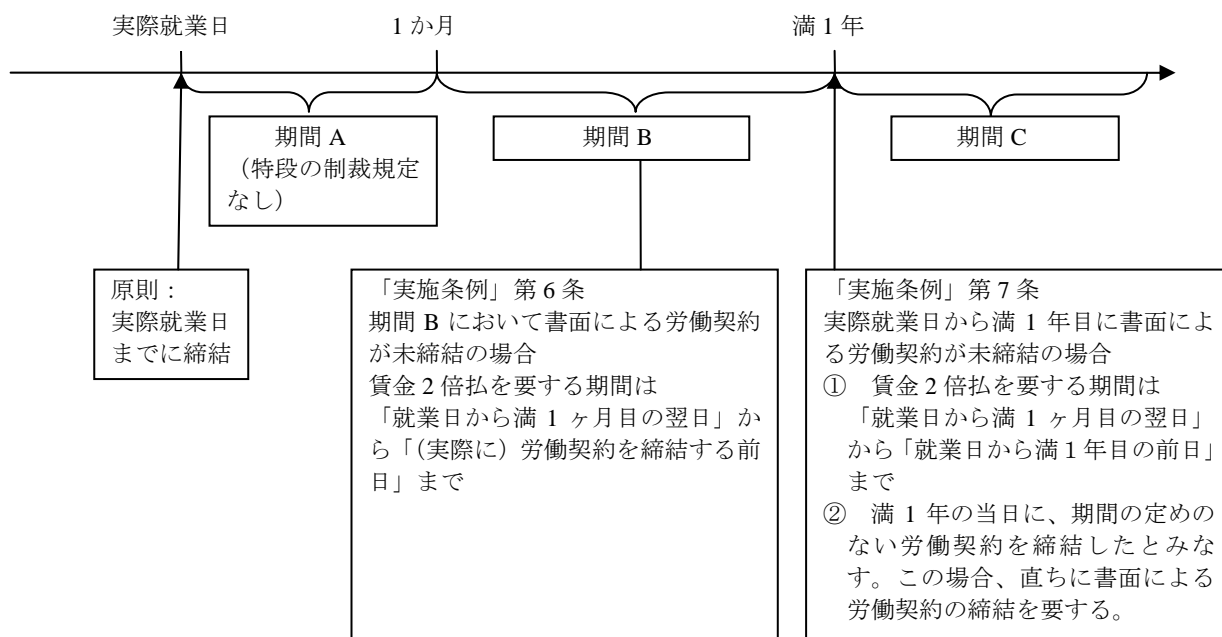 実際就業日
1 か月
満 1 年
期間 A
(特段の制裁規定
なし)
期間 B
期間 C
原則:
実際就業日
までに締結
「実施条例」第 6 条
期間 B において書面による労働契約
が未締結の場合
賃金 2 倍払を要する期間は
「就業日から満 1 ヶ月目の翌日」か
ら「(実際に)労働契約を締結する前
日」まで
「実施条例」第 7 条
実際就業日から満 1 年目に書面によ
る労働契約が未締結の場合
① 賃金 2 倍払を要する期間は
「就業日から満 1 ヶ月目の翌日」
から「就業日から満１年目の前日」
まで
② 満 1 年の当日に、期間の定めの
ない労働契約を締結したとみな
す。この場合、直ちに書面による
労働契約の締結を要する。